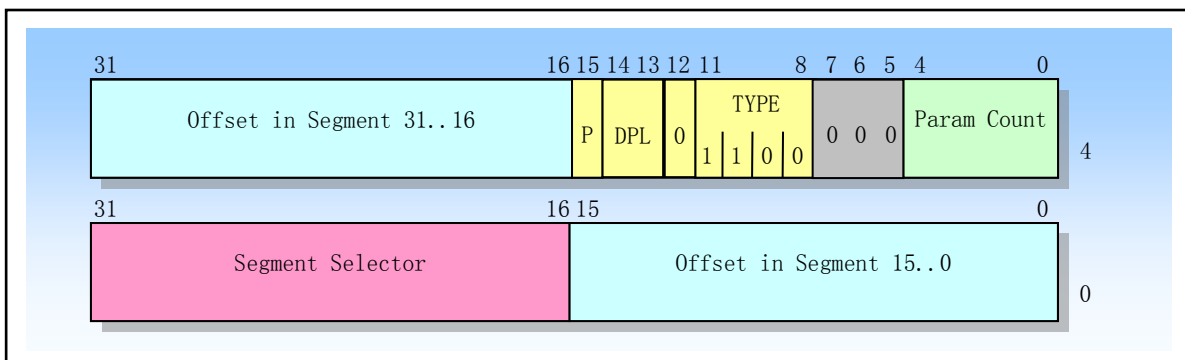 31 16 15 14 13 12 11 8 7 6 5 4 0
TYPE
Offset in Segment 31..16 P DPL 0 0 0 0 Param Count
1 1 0 0
4
31 16 15 0
Segment Selector Offset in Segment 15..0
0